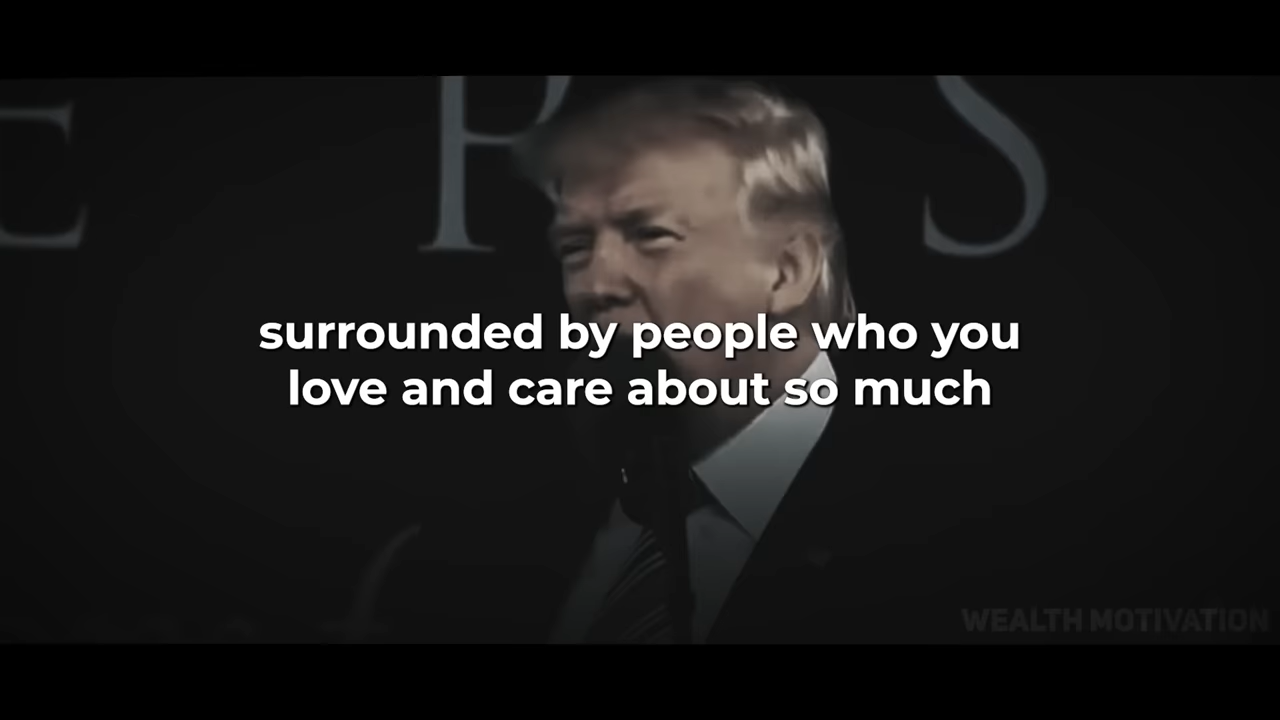 E P S
surrounded by people who you
love and care about so much
WEALTH MOTIVATION